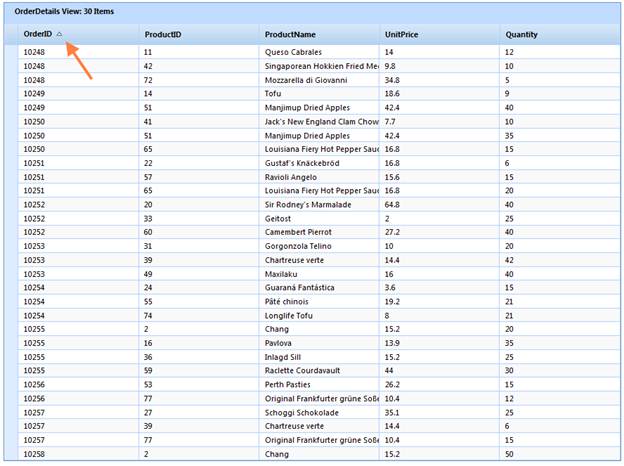 OrderDetails View: 30 Items
OrderID ProductID ProductName UnitPrice Quantity
10248 11 Queso Cabrales 14 12
10248 42 Singaporean Hokkien Fried Me 9.8 10
10248 72 Mozzarella di Giovanni 34.8 5
10249 14 Tofu 18.6 9
10249 51 Manjimup Dried Apples 42.4 40
10250 41 Jack's New England Clam Chow 7.7 10
10250 51 Manjimup Dried Apples 42.4 35
10250 65 Louisiana Fiery Hot Pepper Sauc 16.8 15
10251 22 Gustaf's Knäckebröd 16.8 6
10251 57 Ravioli Angelo 15.6 15
10251 65 Louisiana Fiery Hot Pepper Sauc 16.8 20
10252 20 Sir Rodney's Marmalade 64.8 40
10252 33 Geitost 2 25
10252 60 Camembert Pierrot 27.2 40
10253 31 Gorgonzola Telino 10 20
10253 39 Chartreuse verte 14.4 42
10253 49 Maxilaku 16 40
10254 24 Guaraná Fantástica 3.6 15
10254 55 Pâté chinois 19.2 21
10254 74 Longlife Tofu 8 21
10255 2 Chang 15.2 20
10255 16 Pavlova 13.9 35
10255 36 Inlagd Sill 15.2 25
10255 59 Raclette Courdavault 44 30
10256 53 Perth Pasties 26.2 15
10256 77 Original Frankfurter grüne Soße 10.4 12
10257 27 Schoggi Schokolade 35.1 25
10257 39 Chartreuse verte 14.4 6
10257 77 Original Frankfurter grüne Soße 10.4 15
10258 2 Chang 15.2 50